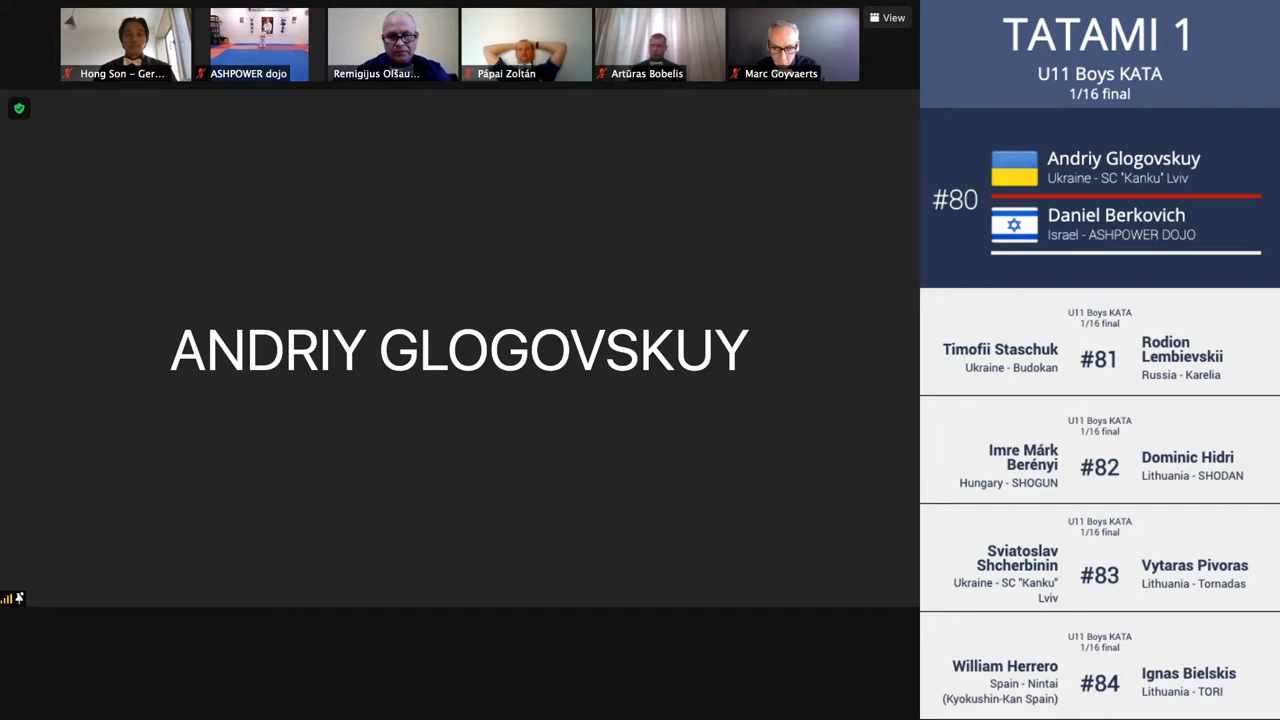 Hong Son – Ger...
ASHPOWER dojo
Remigijus Olšau...
Pápai Zoltán
Artūras Bobelis
Marc Goyvaerts
View
ANDRIY GLOGOVSKUY
TATAMI 1
U11 Boys KATA
1/16 final
#80
Andriy Glogovskuy
Ukraine - SC "Kanku" Lviv
Daniel Berkovich
Israel - ASHPOWER DOJO
U11 Boys KATA
1/16 final
Timofii Staschuk
Ukraine - Budokan
#81
Rodion
Lembievskii
Russia - Karelia
U11 Boys KATA
1/16 final
Imre Márk
Berényi
Hungary - SHOGUN
#82
Dominic Hidri
Lithuania - SHODAN
U11 Boys KATA
1/16 final
Sviatoslav
Shcherbinin
Ukraine - SC "Kanku"
Lviv
#83
Vytaras Pivoras
Lithuania - Tornadas
U11 Boys KATA
1/16 final
William Herrero
Spain - Nintai
(Kyokushin-Kan Spain)
#84
Ignas Bielskis
Lithuania - TORI